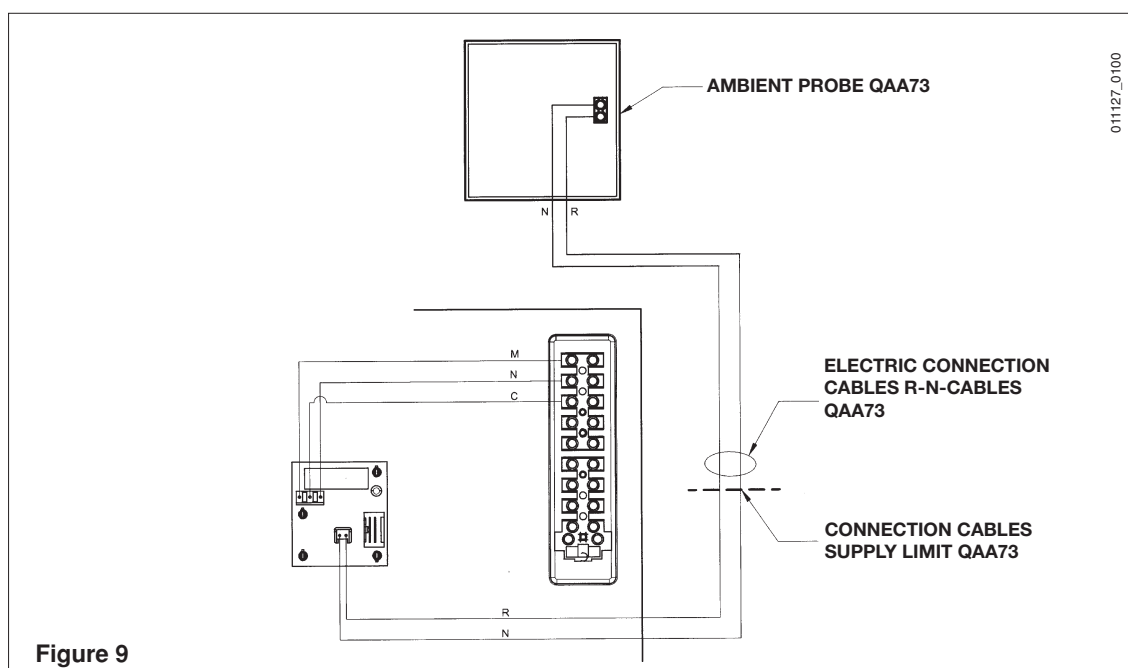 AMBIENT PROBE QAA73
011127_0100
N R
M
N
C
ELECTRIC CONNECTION
CABLES R-N-CABLES
QAA73
CONNECTION CABLES
SUPPLY LIMIT QAA73
R
N
Figure 9